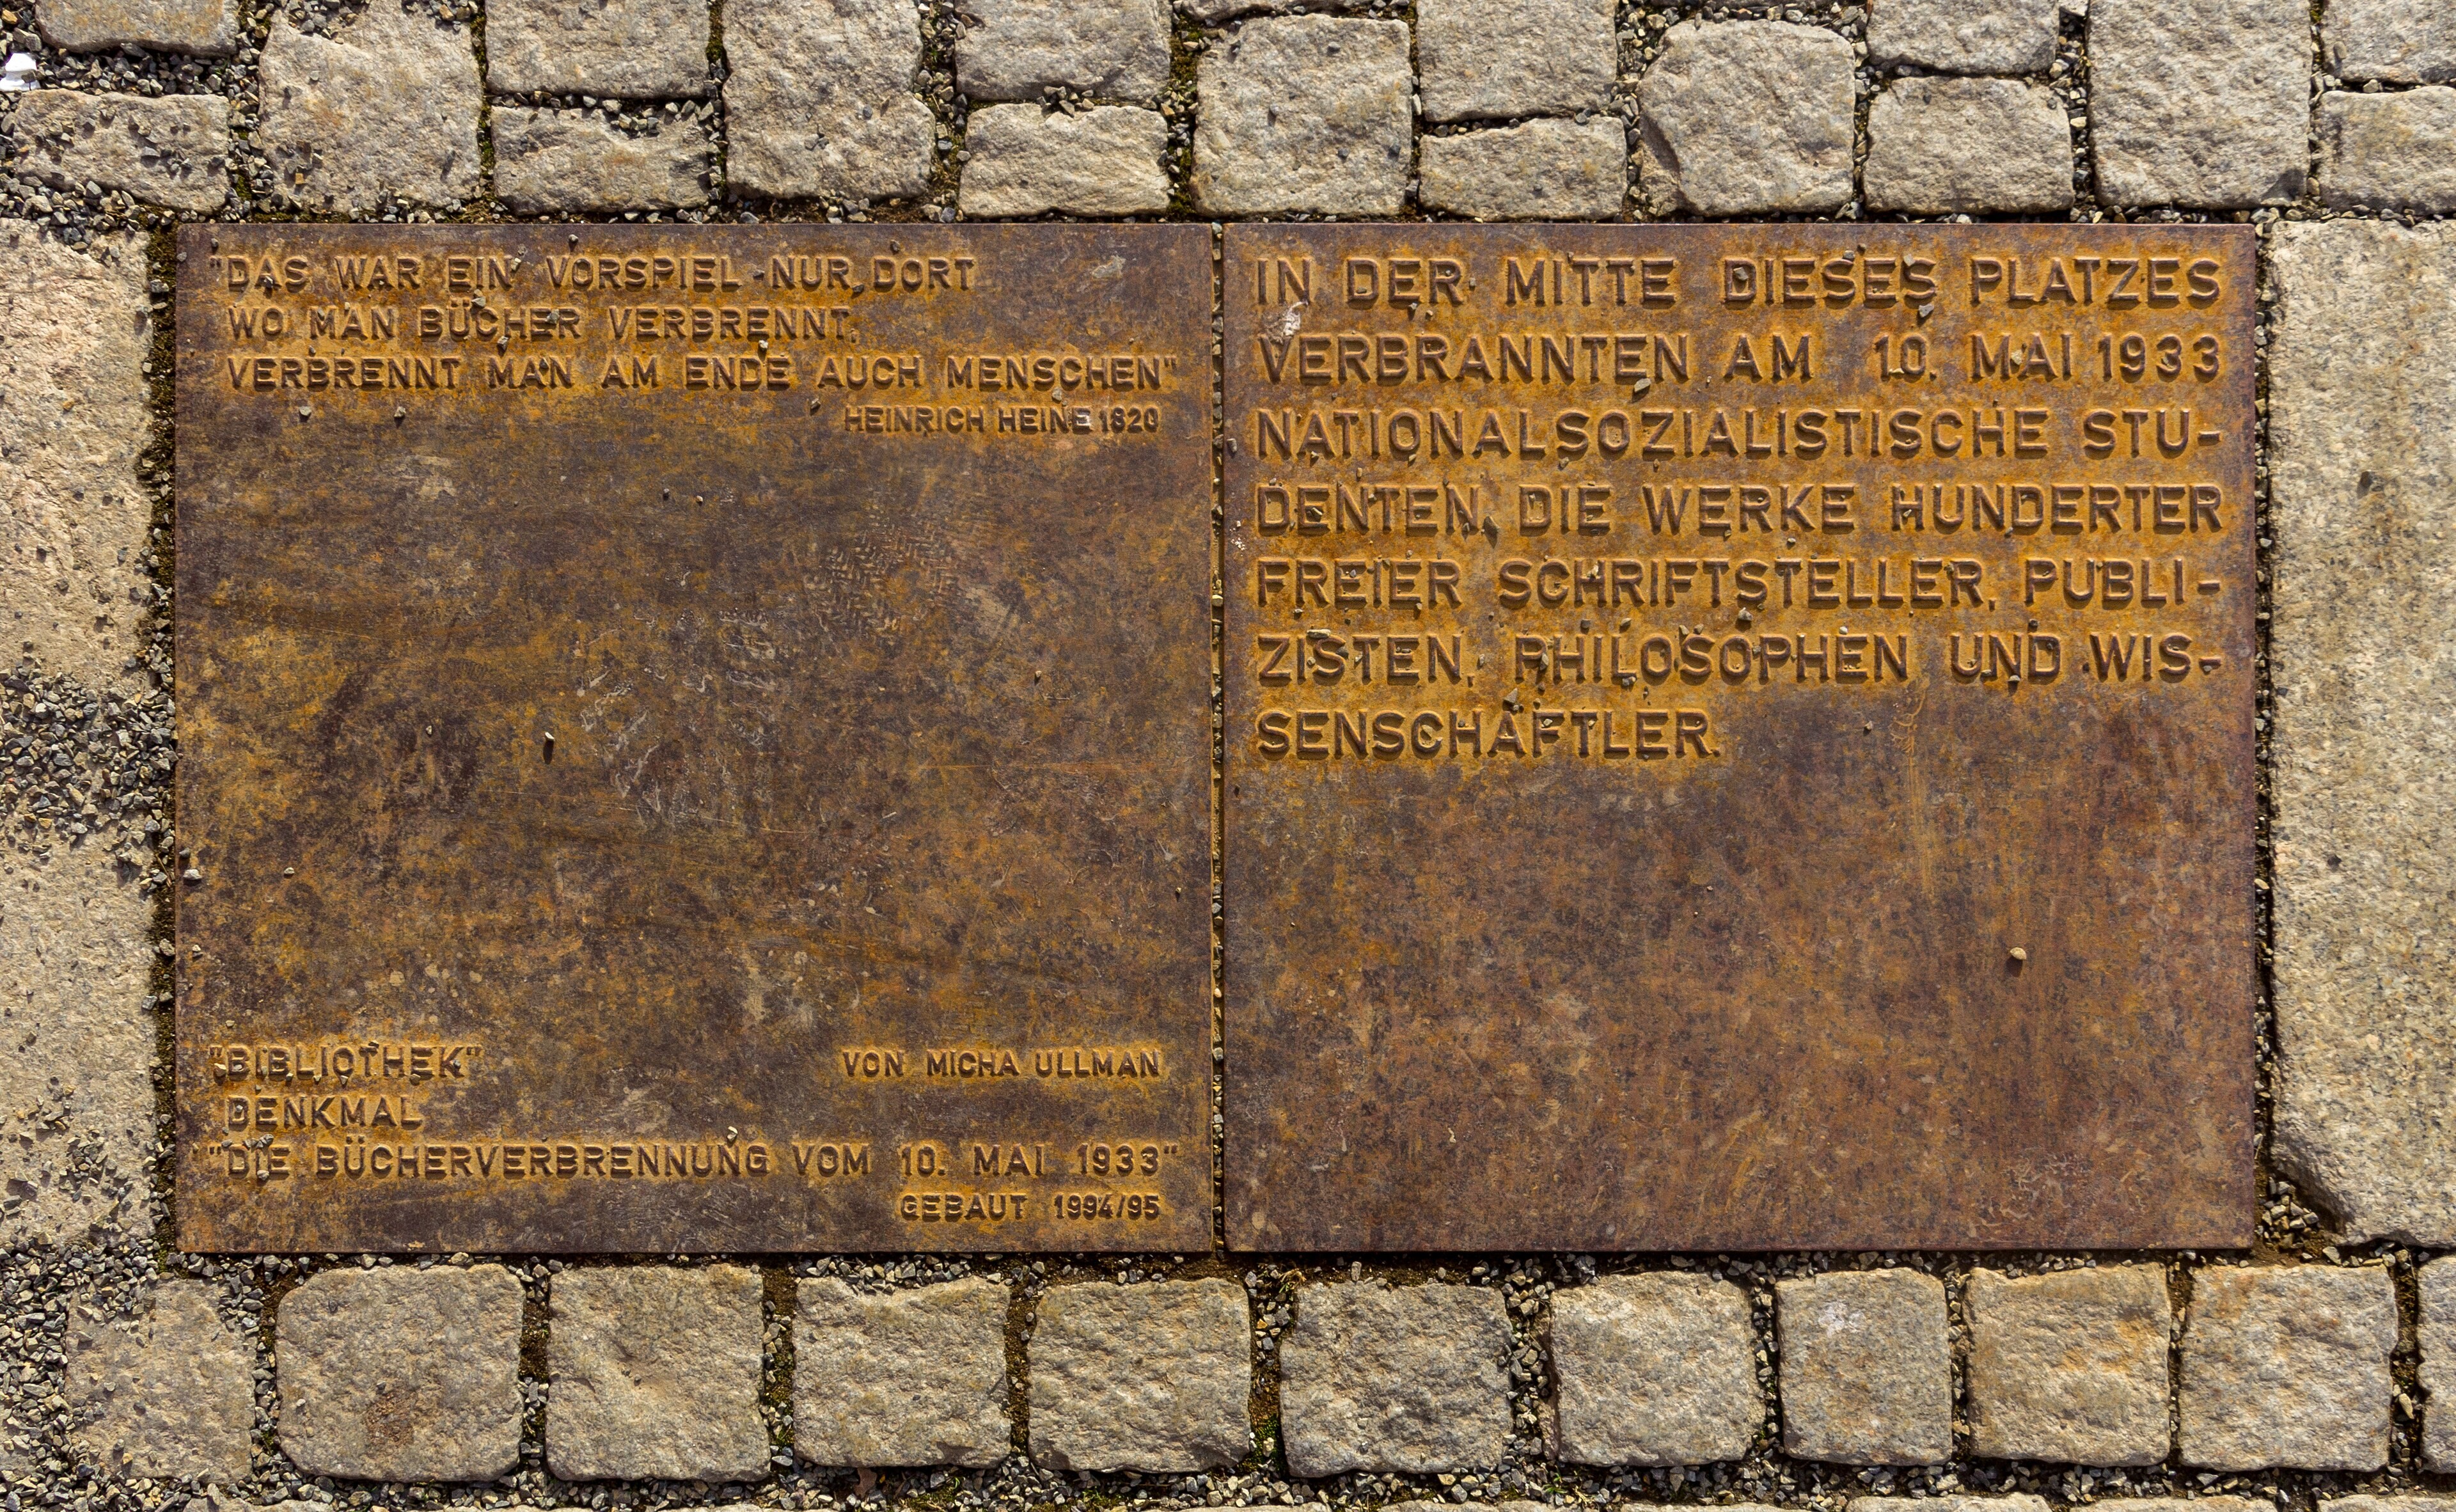 "DAS WAR EIN VORSPIEL NUR, DORT
WO MAN BÜCHER VERBRENNT,
VERBRENNT MAN AM ENDE AUCH MENSCHEN"
HEINRICH HEINE 1820
"BIBLIOTHEK" VON MICHA ULLMAN
DENKMAL
"DIE BÜCHERVERBRENNUNG VOM 10. MAI 1933"
GEBAUT 1994/95
IN DER MITTE DIESES PLATZES
VERBRANNTEN AM 10. MAI 1933
NATIONALSOZIALISTISCHE STU-
DENTEN DIE WERKE HUNDERTER
FREIER SCHRIFTSTELLER, PUBLI-
ZISTEN, PHILOSOPHEN UND WIS-
SENSCHAFTLER.